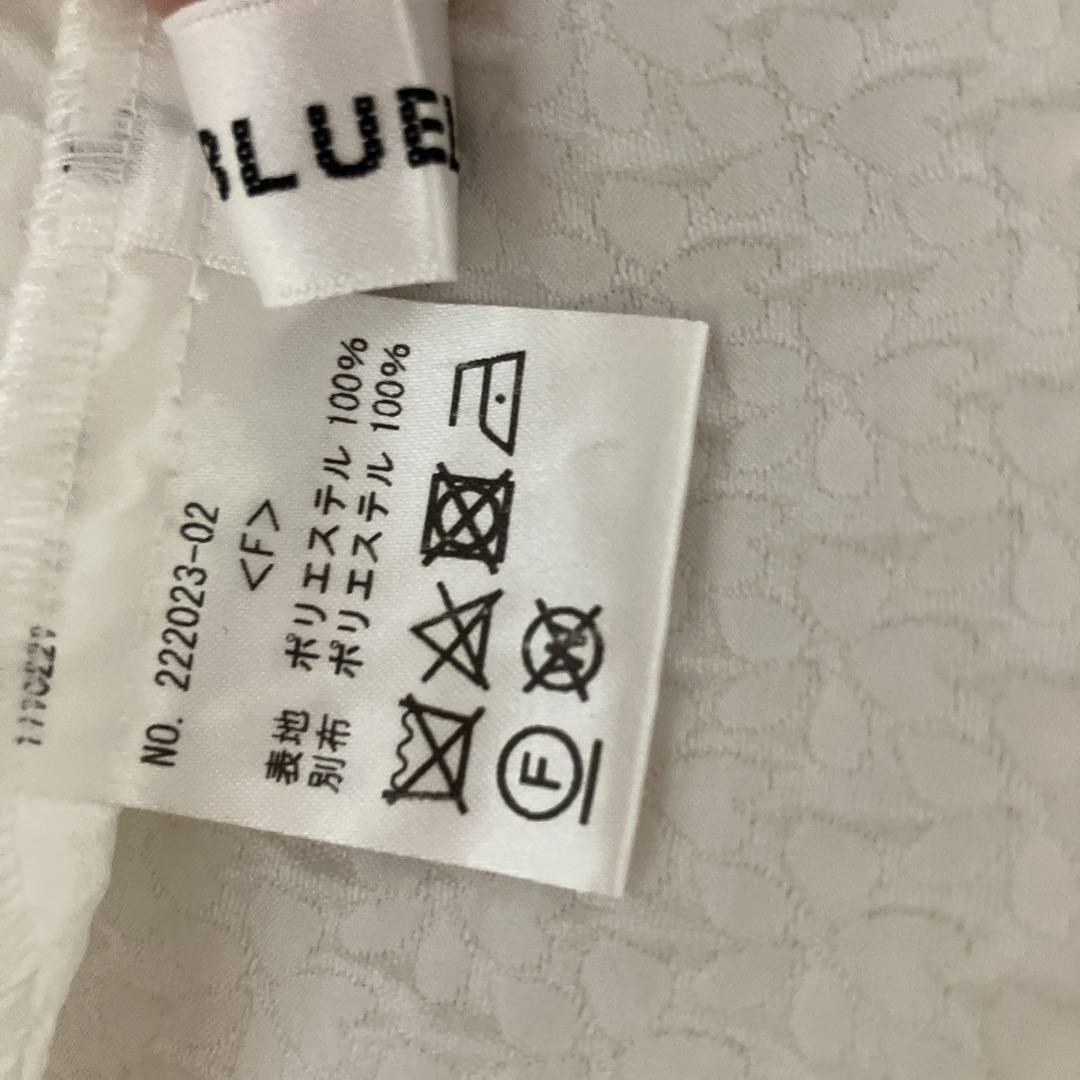 NO. 222023-02
<F>
表地 ポリエステル 100%
別布 ポリエステル 100%
F
W